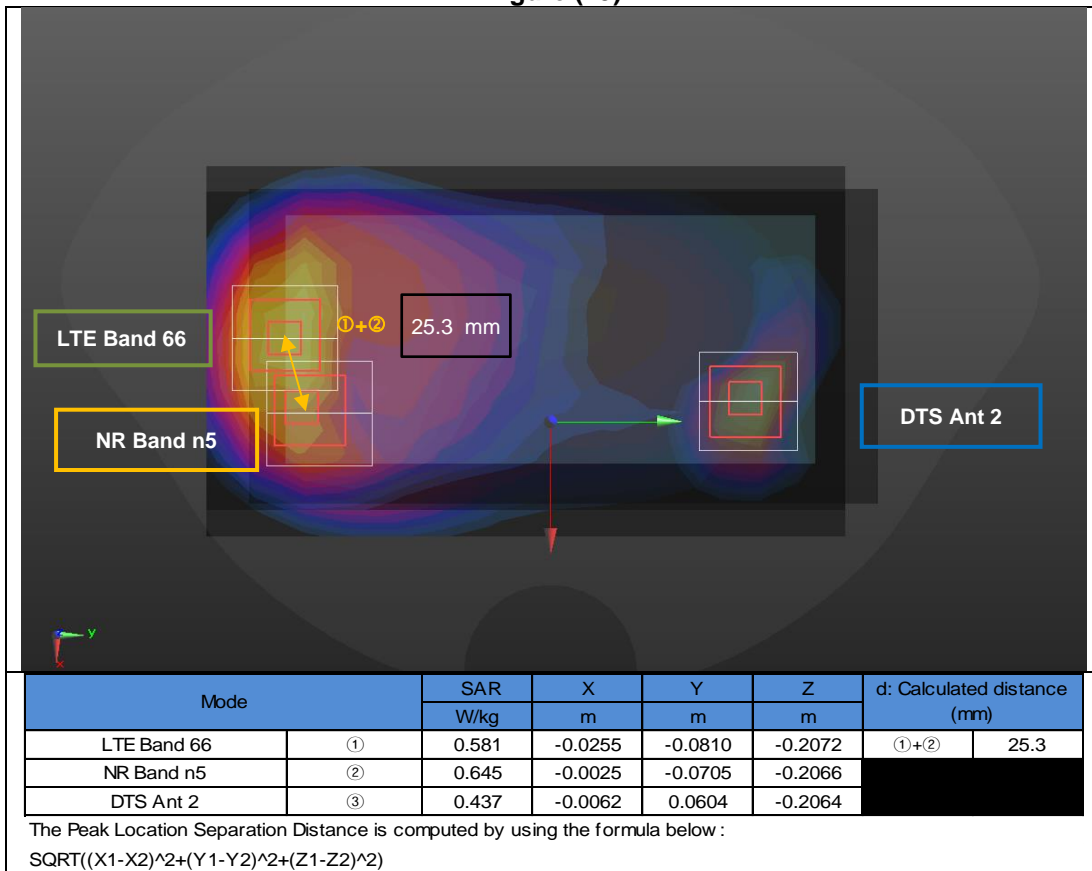 LTE Band 66
①+②
25.3 mm
NR Band n5
DTS Ant 2
y
x
Mode SAR X Y Z d: Calculated distance (mm)
W/kg m m m
LTE Band 66 ① 0.581 -0.0255 -0.0810 -0.2072 ①+② 25.3
NR Band n5 ② 0.645 -0.0025 -0.0705 -0.2066
DTS Ant 2 ③ 0.437 -0.0062 0.0604 -0.2064
The Peak Location Separation Distance is computed by using the formula below :
SQRT((X1-X2)^2+(Y1-Y2)^2+(Z1-Z2)^2)